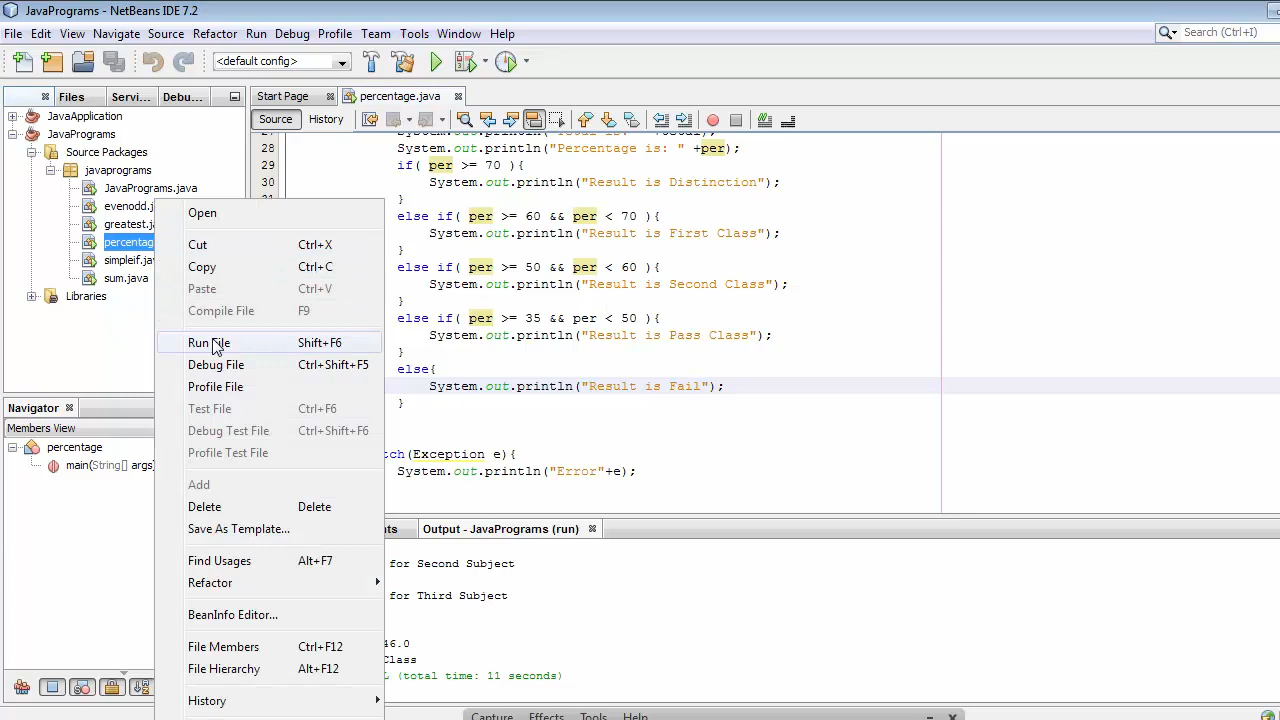 JavaPrograms - NetBeans IDE 7.2
File Edit View Navigate Source Refactor Run Debug Profile Team Tools Window Help
Search (Ctrl+I)
<default config>
Files Servi... Debu...
Start Page percentage.java
Source History
JavaApplication
JavaPrograms
Source Packages
javaprograms
JavaPrograms.java
evenodd.j
greatest.j
percentag
simpleif.jav
sum.java
Libraries
Navigator
Members View
percentage
main(String[] args)
Open
Cut Ctrl+X
Copy Ctrl+C
Paste Ctrl+V
Compile File F9
Run File Shift+F6
Debug File Ctrl+Shift+F5
Profile File
Test File Ctrl+F6
Debug Test File Ctrl+Shift+F6
Profile Test File
Add
Delete Delete
Save As Template...
Find Usages Alt+F7
Refactor
BeanInfo Editor...
File Members Ctrl+F12
File Hierarchy Alt+F12
History
28 System.out.println("Percentage is: " +per);
29 if( per >= 70 ){
30 System.out.println("Result is Distinction");
}
else if( per >= 60 && per < 70 ){
System.out.println("Result is First Class");
}
else if( per >= 50 && per < 60 ){
System.out.println("Result is Second Class");
}
else if( per >= 35 && per < 50 ){
System.out.println("Result is Pass Class");
}
else{
System.out.println("Result is Fail");
}
tch(Exception e){
System.out.println("Error"+e);
nts Output - JavaPrograms (run)
for Second Subject
for Third Subject
46.0
Class
L (total time: 11 seconds)
Capture Effects Tools Help